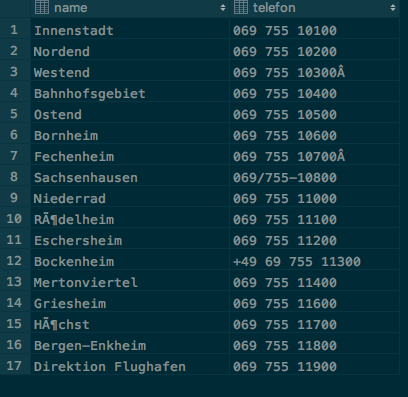 name telefon
1 Innenstadt 069 755 10100
2 Nordend 069 755 10200
3 Westend 069 755 10300Â
4 Bahnhofsgebiet 069 755 10400
5 Ostend 069 755 10500
6 Bornheim 069 755 10600
7 Fechenheim 069 755 10700Â
8 Sachsenhausen 069/755-10800
9 Niederrad 069 755 11000
10 RÃ¶delheim 069 755 11100
11 Eschersheim 069 755 11200
12 Bockenheim +49 69 755 11300
13 Mertonviertel 069 755 11400
14 Griesheim 069 755 11600
15 HÃ¶chst 069 755 11700
16 Bergen-Enkheim 069 755 11800
17 Direktion Flughafen 069 755 11900